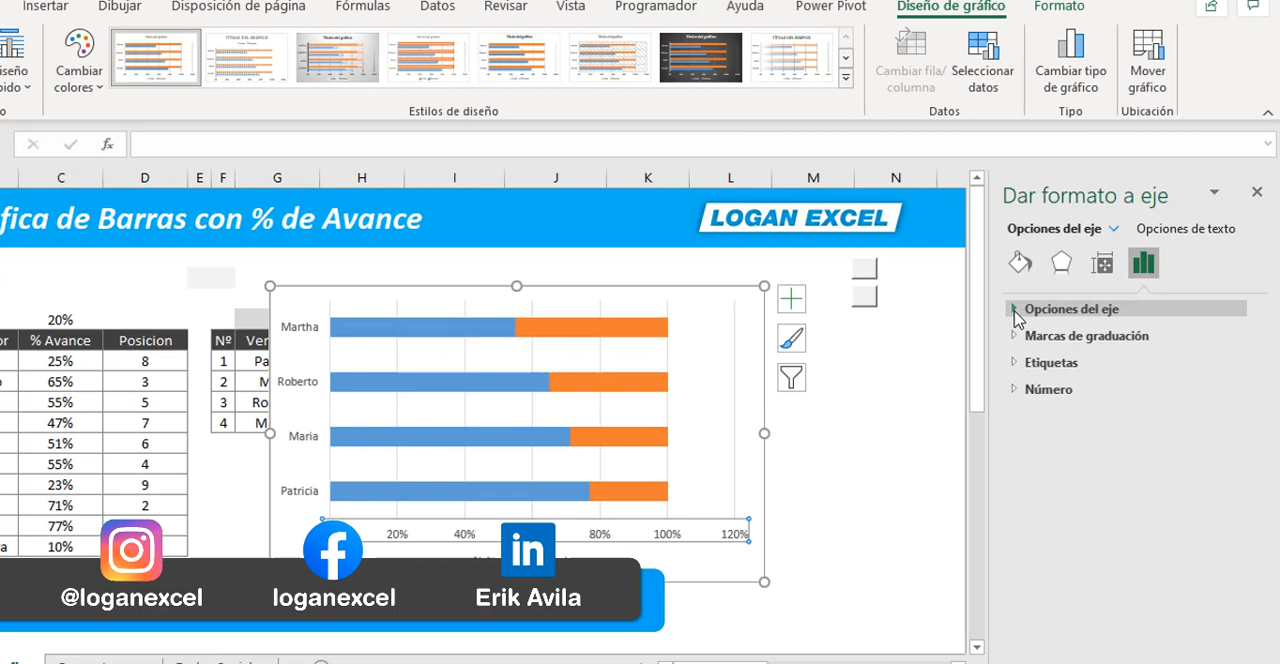 Insertar Dibujar Disposición de página Fórmulas Datos Revisar Vista Programador Ayuda Power Pivot Diseño de gráfico Formato
Cambiar colores
Cambiar fila/ columna
Seleccionar datos
Cambiar tipo de gráfico
Mover gráfico
Estilos de diseño Datos Tipo Ubicación
fx
C D E F G H I J K L M N
fica de Barras con % de Avance
LOGAN EXCEL
Dar formato a eje
Opciones del eje Opciones de texto
Opciones del eje
Marcas de graduación
Etiquetas
Número
20%
or % Avance Posicion
25% 8
65% 3
55% 5
47% 7
51% 6
55% 4
23% 9
71% 2
77%
10%
Nº Ver
1 Pa
2 M
3 Ro
4 M
Martha
Roberto
Maria
Patricia
20% 40% 80% 100% 120%
in
@loganexcel loganexcel Erik Avila